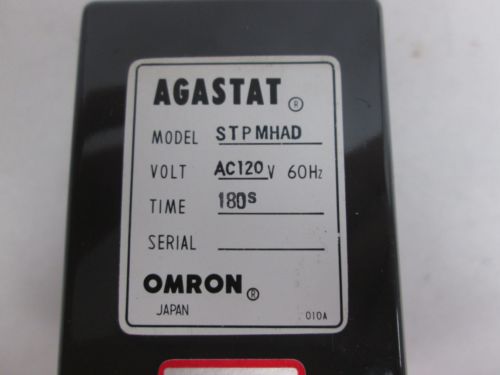 AGASTAT ®
MODEL STPMHAD
VOLT AC120V 60Hz
TIME 180s
SERIAL
OMRON ®
JAPAN 010A